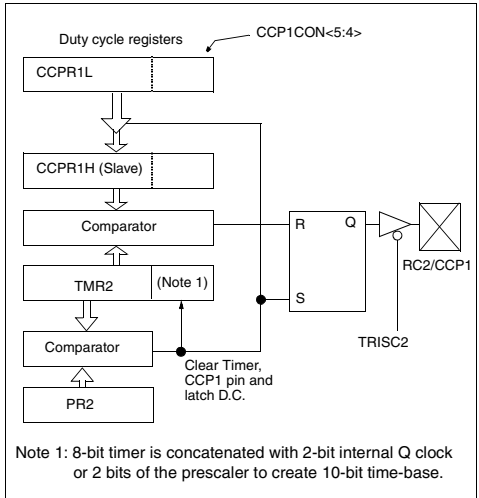 Duty cycle registers
CCP1CON<5:4>
CCPR1L
CCPR1H (Slave)
Comparator
R
Q
RC2/CCP1
TMR2
(Note 1)
S
TRISC2
Comparator
Clear Timer,
CCP1 pin and
latch D.C.
PR2
Note 1: 8-bit timer is concatenated with 2-bit internal Q clock
or 2 bits of the prescaler to create 10-bit time-base.